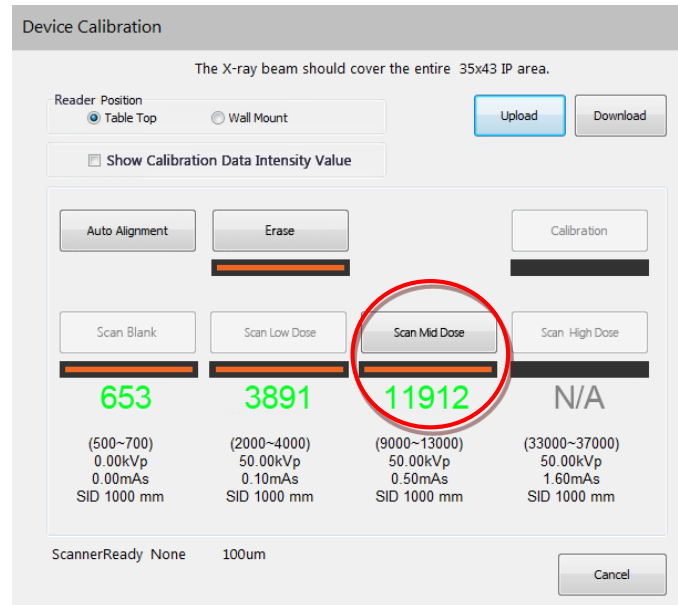 Device Calibration
The X-ray beam should cover the entire 35x43 IP area.
Reader Position
Table Top Wall Mount
Upload Download
Show Calibration Data Intensity Value
Auto Alignment Erase Calibration
Scan Blank Scan Low Dose Scan Mid Dose Scan High Dose
653 3891 11912 N/A
(500~700) (2000~4000) (9000~13000) (33000~37000)
0.00kVp 50.00kVp 50.00kVp 50.00kVp
0.00mAs 0.10mAs 0.50mAs 1.60mAs
SID 1000 mm SID 1000 mm SID 1000 mm SID 1000 mm
ScannerReady None 100um
Cancel